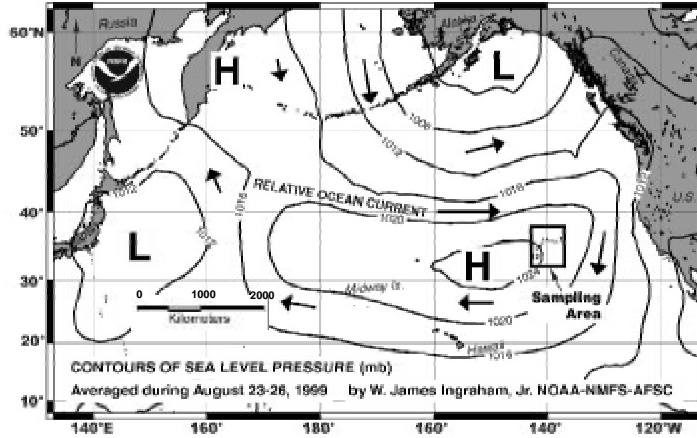 Russia
Alaska
60°N
N
H
L
Canada
50°
1008
1012
1012
1016
1016
1012
RELATIVE OCEAN CURRENT
U.S.
40°
1020
1012
L
H
1024
30°
Midway Is.
0 1000 2000
Kilometers
Sampling
Area
1020
20°
Hawaii
1016
CONTOURS OF SEA LEVEL PRESSURE (mb)
Averaged during August 23-26, 1999 by W. James Ingraham, Jr. NOAA-NMFS-AFSC
10°
140°E 160° 180° 160° 140° 120°W